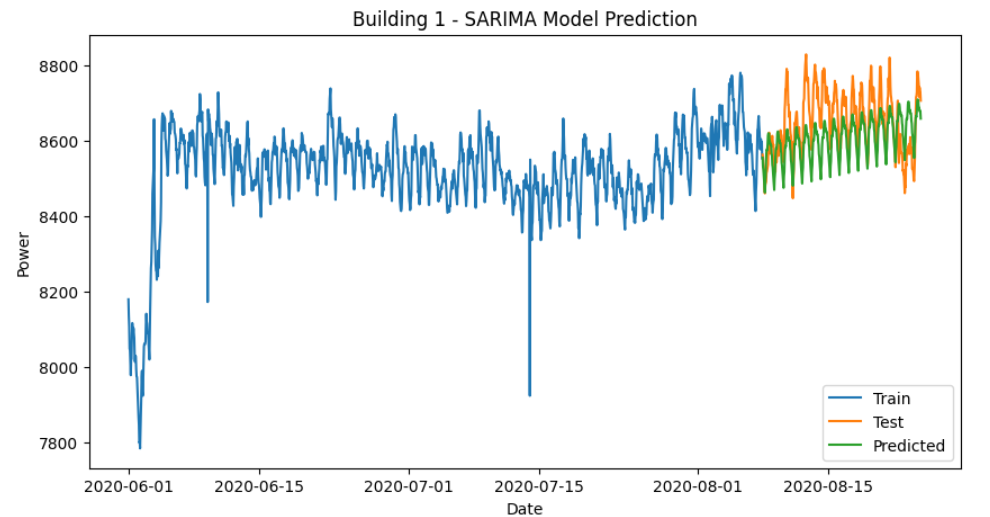 Building 1 - SARIMA Model Prediction
8800
8600
8400
8200
8000
7800
Power
2020-06-01
2020-06-15
2020-07-01
2020-07-15
2020-08-01
2020-08-15
Date
Train
Test
Predicted